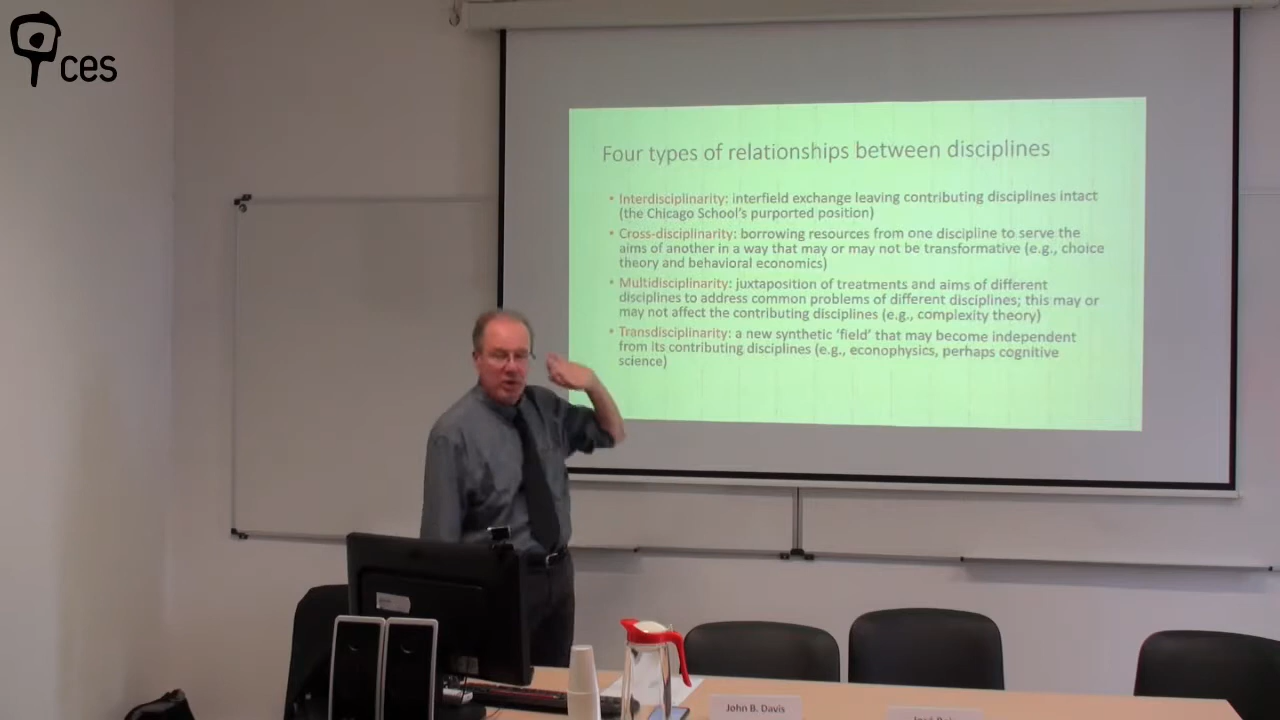 ces
Four types of relationships between disciplines
• Interdisciplinarity: interfield exchange leaving contributing disciplines intact
(the Chicago School's purported position)
• Cross-disciplinarity: borrowing resources from one discipline to serve the
aims of another in a way that may or may not be transformative (e.g., choice
theory and behavioral economics)
• Multidisciplinarity: juxtaposition of treatments and aims of different
disciplines to address common problems of different disciplines; this may or
may not affect the contributing disciplines (e.g., complexity theory)
• Transdisciplinarity: a new synthetic 'field' that may become independent
from its contributing disciplines (e.g., econophysics, perhaps cognitive
science)
John B. Davis